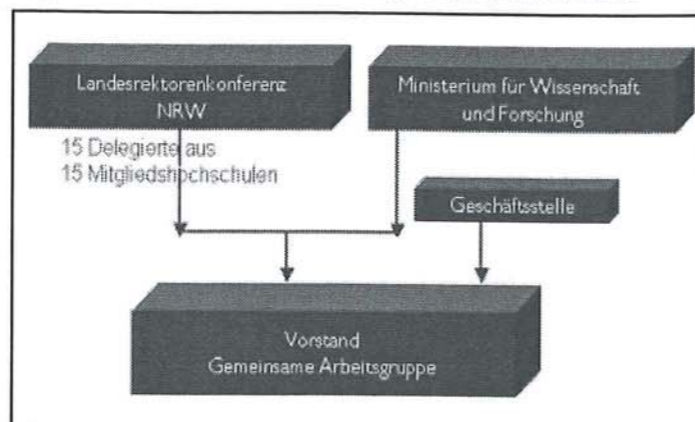 Landesrektorenkonferenz
NRW
Ministerium für Wissenschaft
und Forschung
15 Delegierte aus
15 Mitgliedshochschulen
Geschäftsstelle
Vorstand
Gemeinsame Arbeitsgruppe